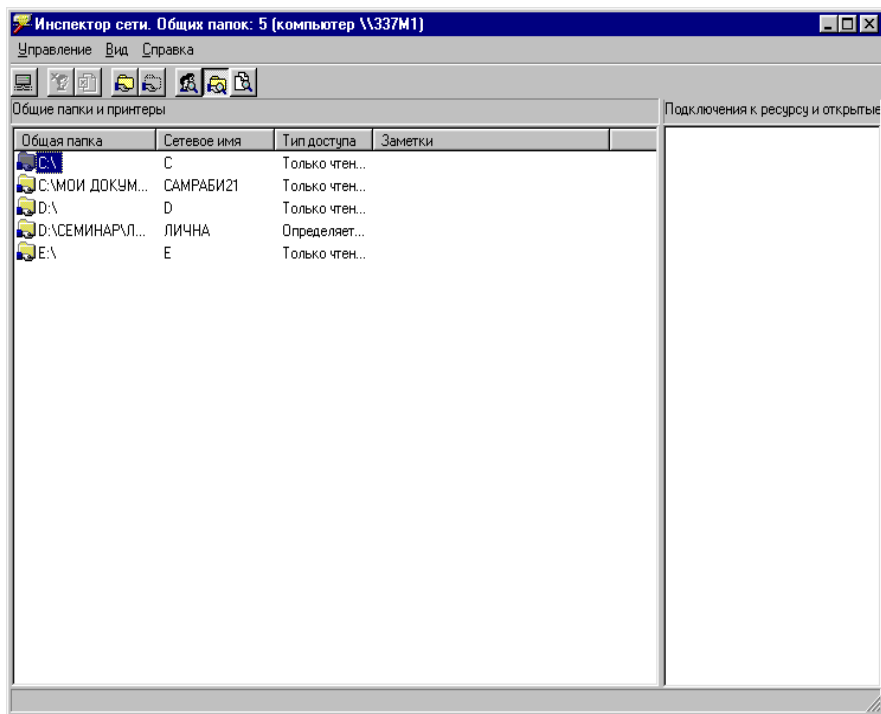 Инспектор сети. Общих папок: 5 (компьютер \\337M1)
Управление Вид Справка
Общие папки и принтеры
Подключения к ресурсу и открытые
Общая папка Сетевое имя Тип доступа Заметки
C:\ C Только чтен...
C:\МОИ ДОКУМ... САМРАБИ21 Только чтен...
D:\ D Только чтен...
D:\СЕМИНАР\Л... ЛИЧНА Определяет...
E:\ E Только чтен...